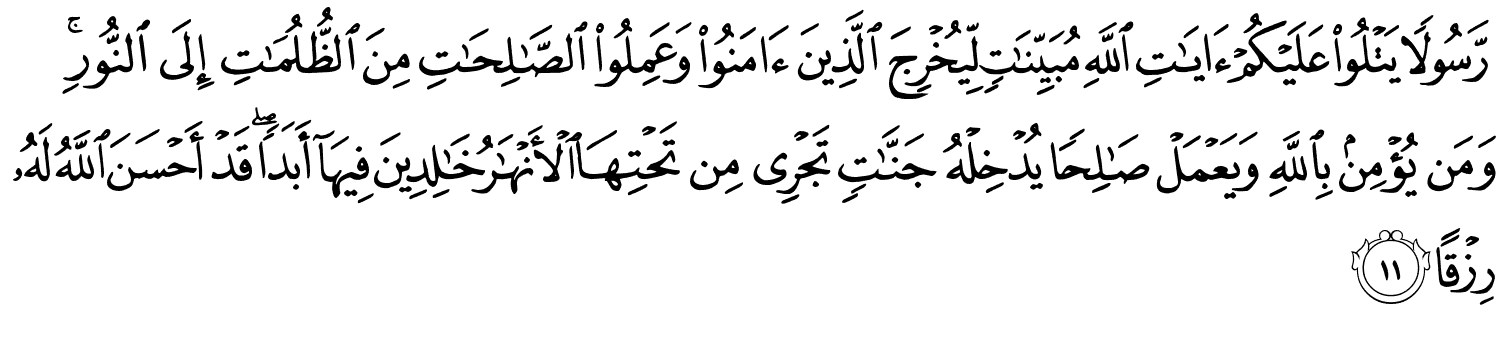 رَّسُولًا يَتۡلُواْ عَلَيۡكُمۡ ءَايَٰتِ ٱللَّهِ مُبَيِّنَٰتٖ لِّيُخۡرِجَ ٱلَّذِينَ ءَامَنُواْ وَعَمِلُواْ ٱلصَّٰلِحَٰتِ مِنَ ٱلظُّلُمَٰتِ إِلَى ٱلنُّورِۚ
وَمَن يُؤۡمِنۢ بِٱللَّهِ وَيَعۡمَلۡ صَٰلِحٗا يُدۡخِلۡهُ جَنَّٰتٖ تَجۡرِي مِن تَحۡتِهَا ٱلۡأَنۡهَٰرُ خَٰلِدِينَ فِيهَآ أَبَدٗاۖ قَدۡ أَحۡسَنَ ٱللَّهُ لَهُۥ
رِزۡقًا ١١